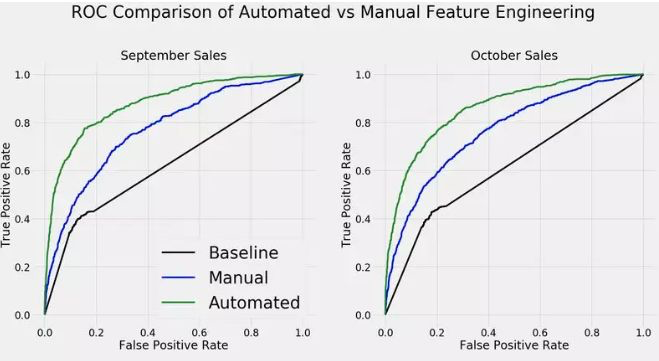 ROC Comparison of Automated vs Manual Feature Engineering
September Sales
1.0
0.8
0.6
0.4
0.2
0.0
True Positive Rate
0.0 0.2 0.4 0.6 0.8 1.0
False Positive Rate
Baseline
Manual
Automated
October Sales
1.0
0.8
0.6
0.4
0.2
0.0
True Positive Rate
0.0 0.2 0.4 0.6 0.8 1.0
False Positive Rate